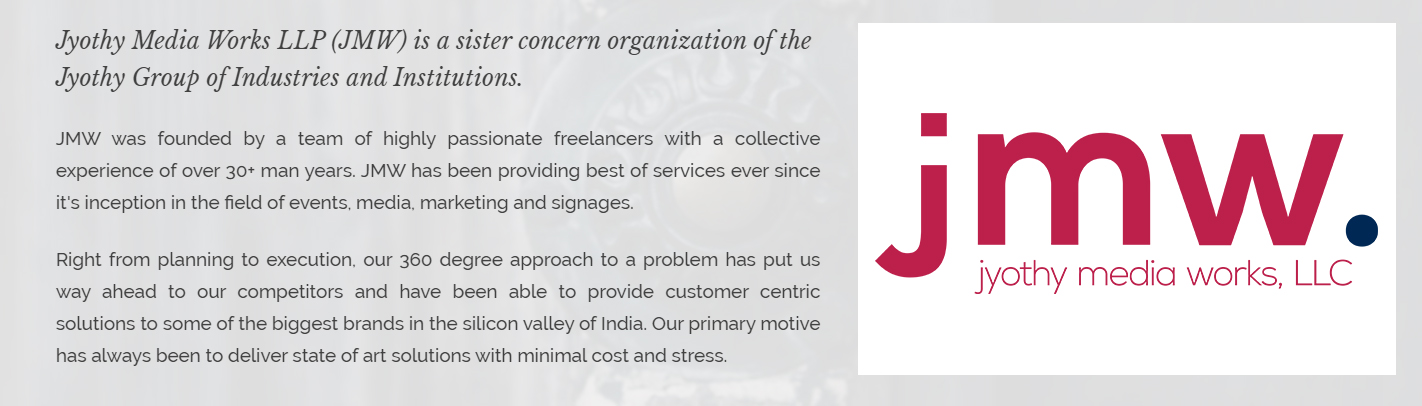 Jyothy Media Works LLP (JMW) is a sister concern organization of the
Jyothy Group of Industries and Institutions.
JMW was founded by a team of highly passionate freelancers with a collective
experience of over 30+ man years. JMW has been providing best of services ever since
it's inception in the field of events, media, marketing and signages.
Right from planning to execution, our 360 degree approach to a problem has put us
way ahead to our competitors and have been able to provide customer centric
solutions to some of the biggest brands in the silicon valley of India. Our primary motive
has always been to deliver state of art solutions with minimal cost and stress.
jmw.
jyothy media works, LLC